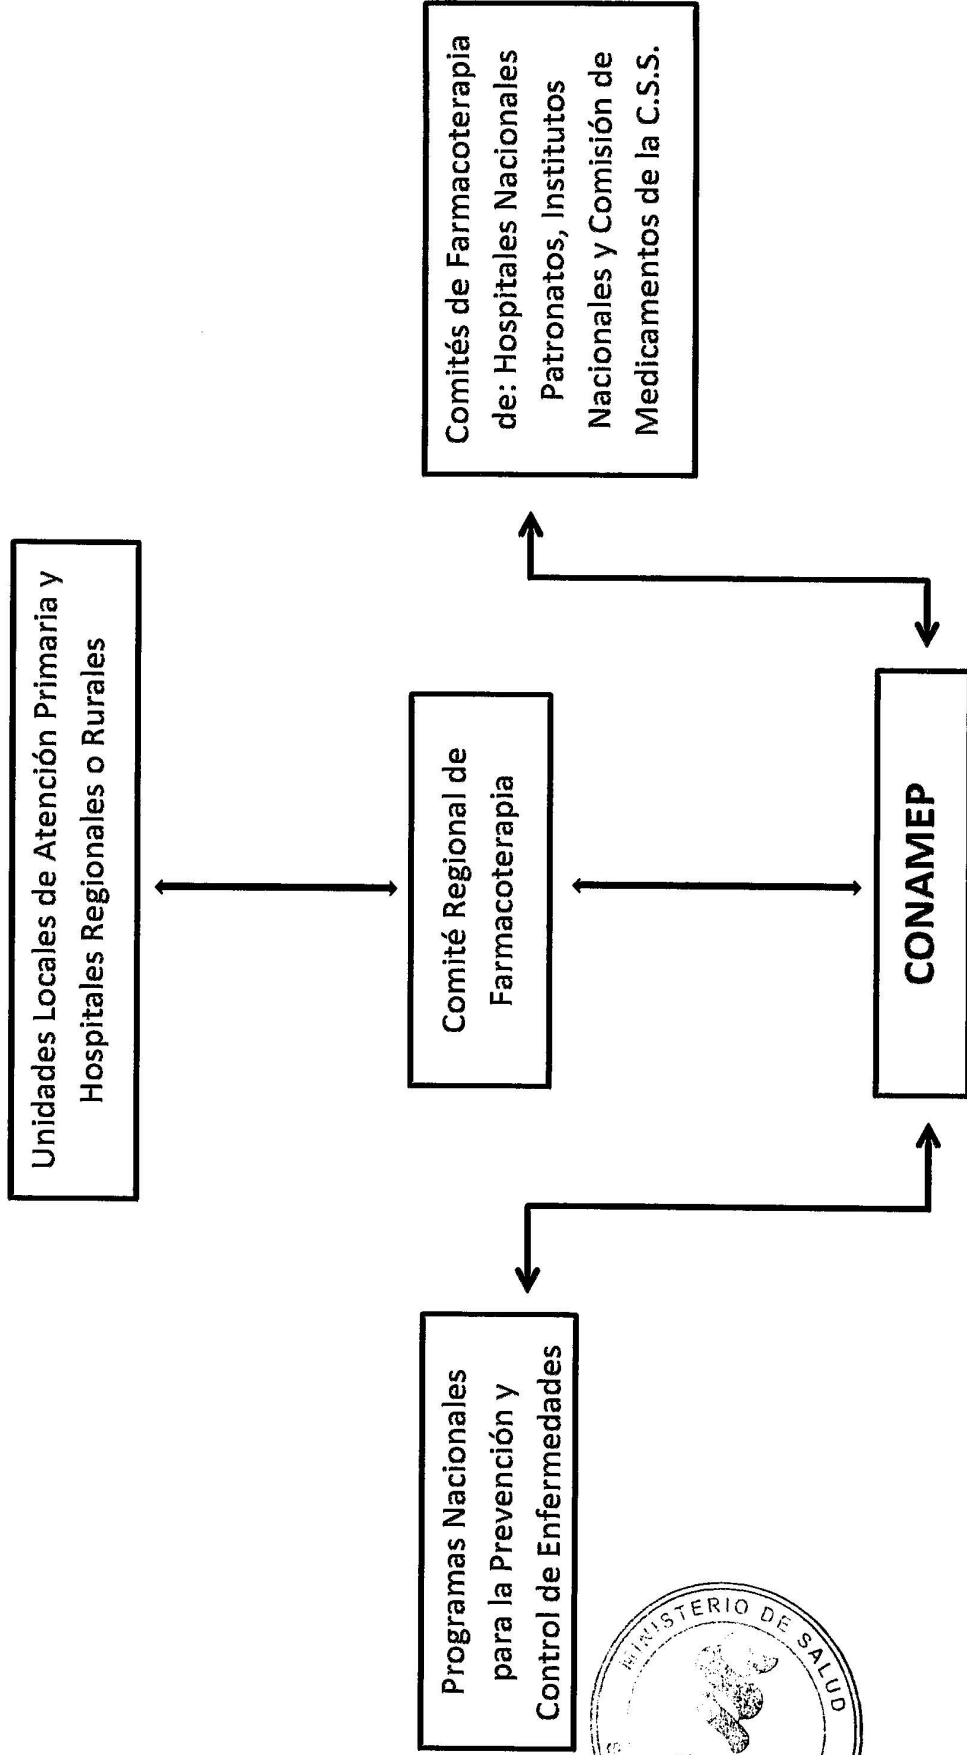 Unidades Locales de Atención Primaria y
Hospitales Regionales o Rurales
Programas Nacionales
para la Prevención y
Control de Enfermedades
Comité Regional de
Farmacoterapia
Comités de Farmacoterapia
de: Hospitales Nacionales
Patronatos, Institutos
Nacionales y Comisión de
Medicamentos de la C.S.S.
CONAMEP
MINISTERIO DE SALUD